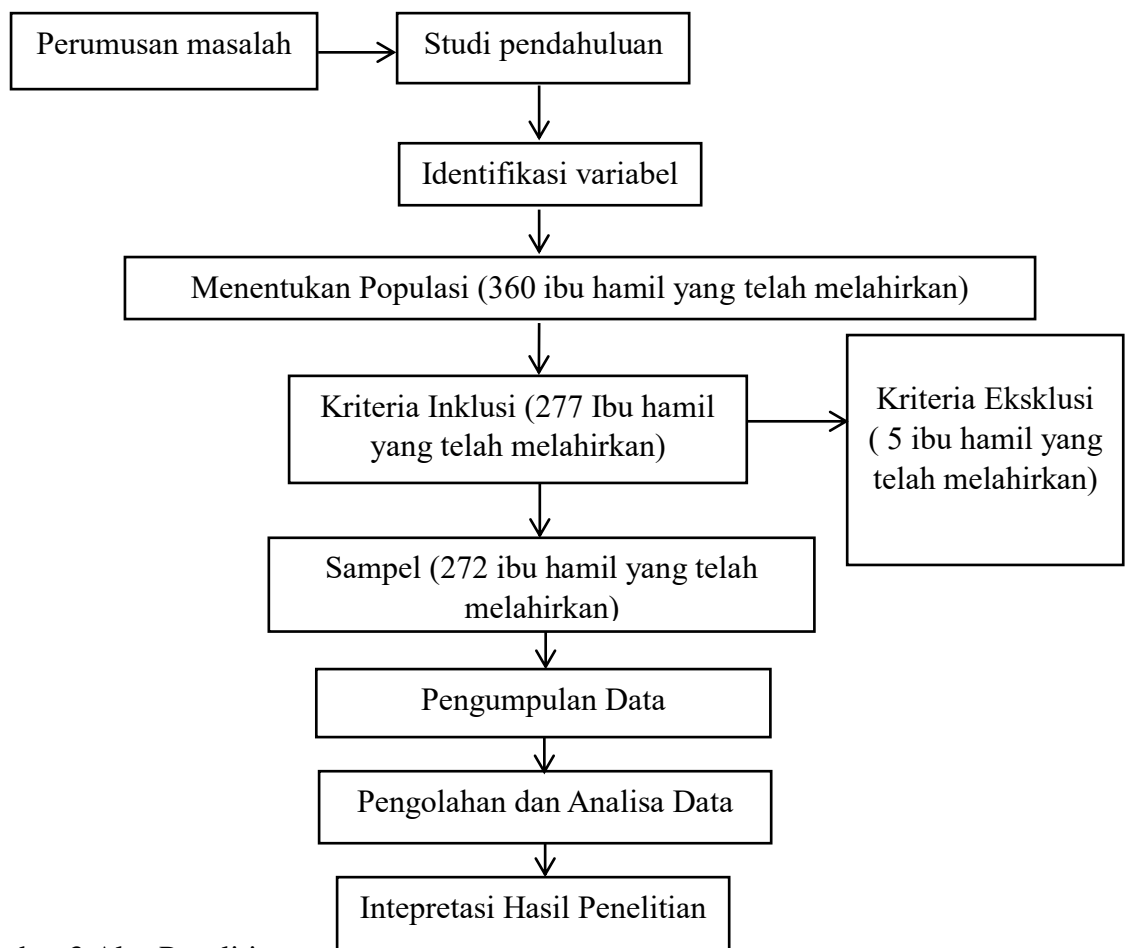 Perumusan masalah
Studi pendahuluan
Identifikasi variabel
Menentukan Populasi (360 ibu hamil yang telah melahirkan)
Kriteria Inklusi (277 Ibu hamil
yang telah melahirkan)
Kriteria Eksklusi
( 5 ibu hamil yang
telah melahirkan)
Sampel (272 ibu hamil yang telah
melahirkan)
Pengumpulan Data
Pengolahan dan Analisa Data
Intepretasi Hasil Penelitian